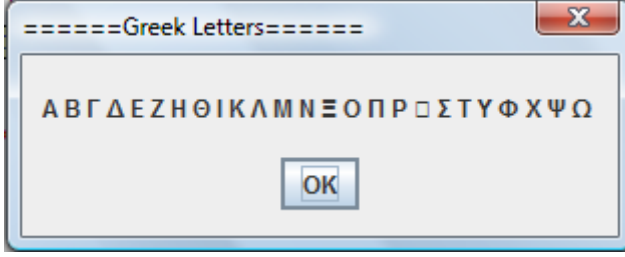 ======Greek Letters======
Α Β Γ Δ Ε Ζ Η Θ Ι Κ Λ Μ Ν Ξ Ο Π Ρ □ Σ Τ Υ Φ Χ Ψ Ω
OK